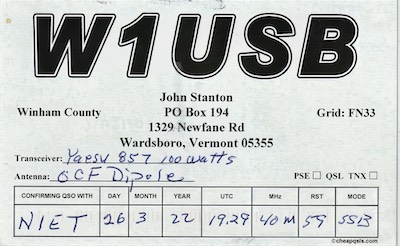 W1USB
John Stanton
Winham County PO Box 194 Grid: FN33
1329 Newfane Rd
Wardsboro, Vermont 05355
Transceiver: Yaesu 857 100 watts
Antenna: OCF Dipole PSE QSL TNX
CONFIRMING QSO WITH DAY MONTH YEAR UTC MHz RST MODE
N1ET 26 3 22 19:29 40 M 59 SSB
©cheapqsls.com